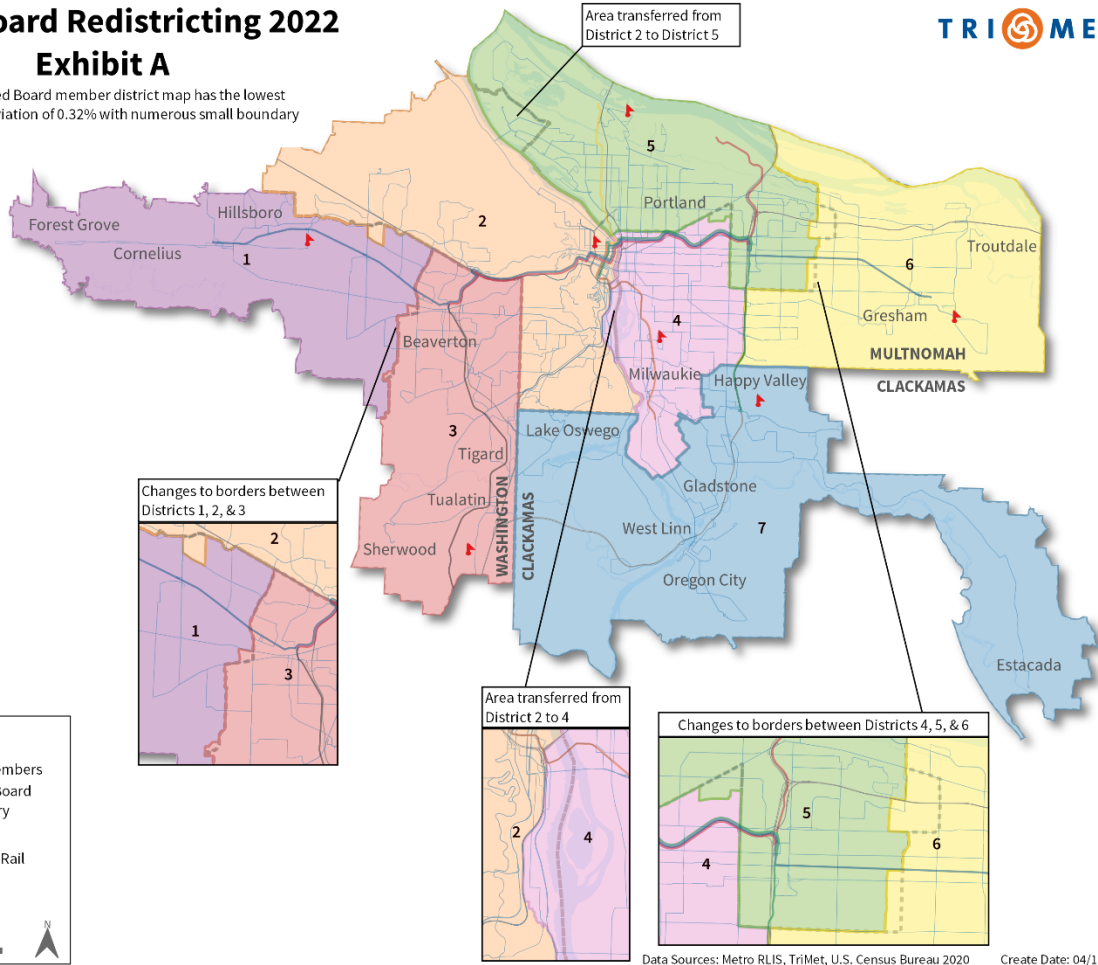 oard Redistricting 2022
Exhibit A
ed Board member district map has the lowest
riation of 0.32% with numerous small boundary
TRI ME
Area transferred from
District 2 to District 5
5
Portland
Forest Grove
Hillsboro
Cornelius
1
2
6
Troutdale
Gresham
MULTNOMAH
CLACKAMAS
4
Beaverton
Milwaukie
Happy Valley
3
Lake Oswego
Tigard
Tualatin
Sherwood
WASHINGTON
CLACKAMAS
Gladstone
West Linn
7
Oregon City
Estacada
Changes to borders between
Districts 1, 2, & 3
2
1
3
Area transferred from
District 2 to 4
2
4
Changes to borders between Districts 4, 5, & 6
5
4
6
embers
Board
ry
Rail
N
Data Sources: Metro RLIS, TriMet, U.S. Census Bureau 2020
Create Date: 04/1